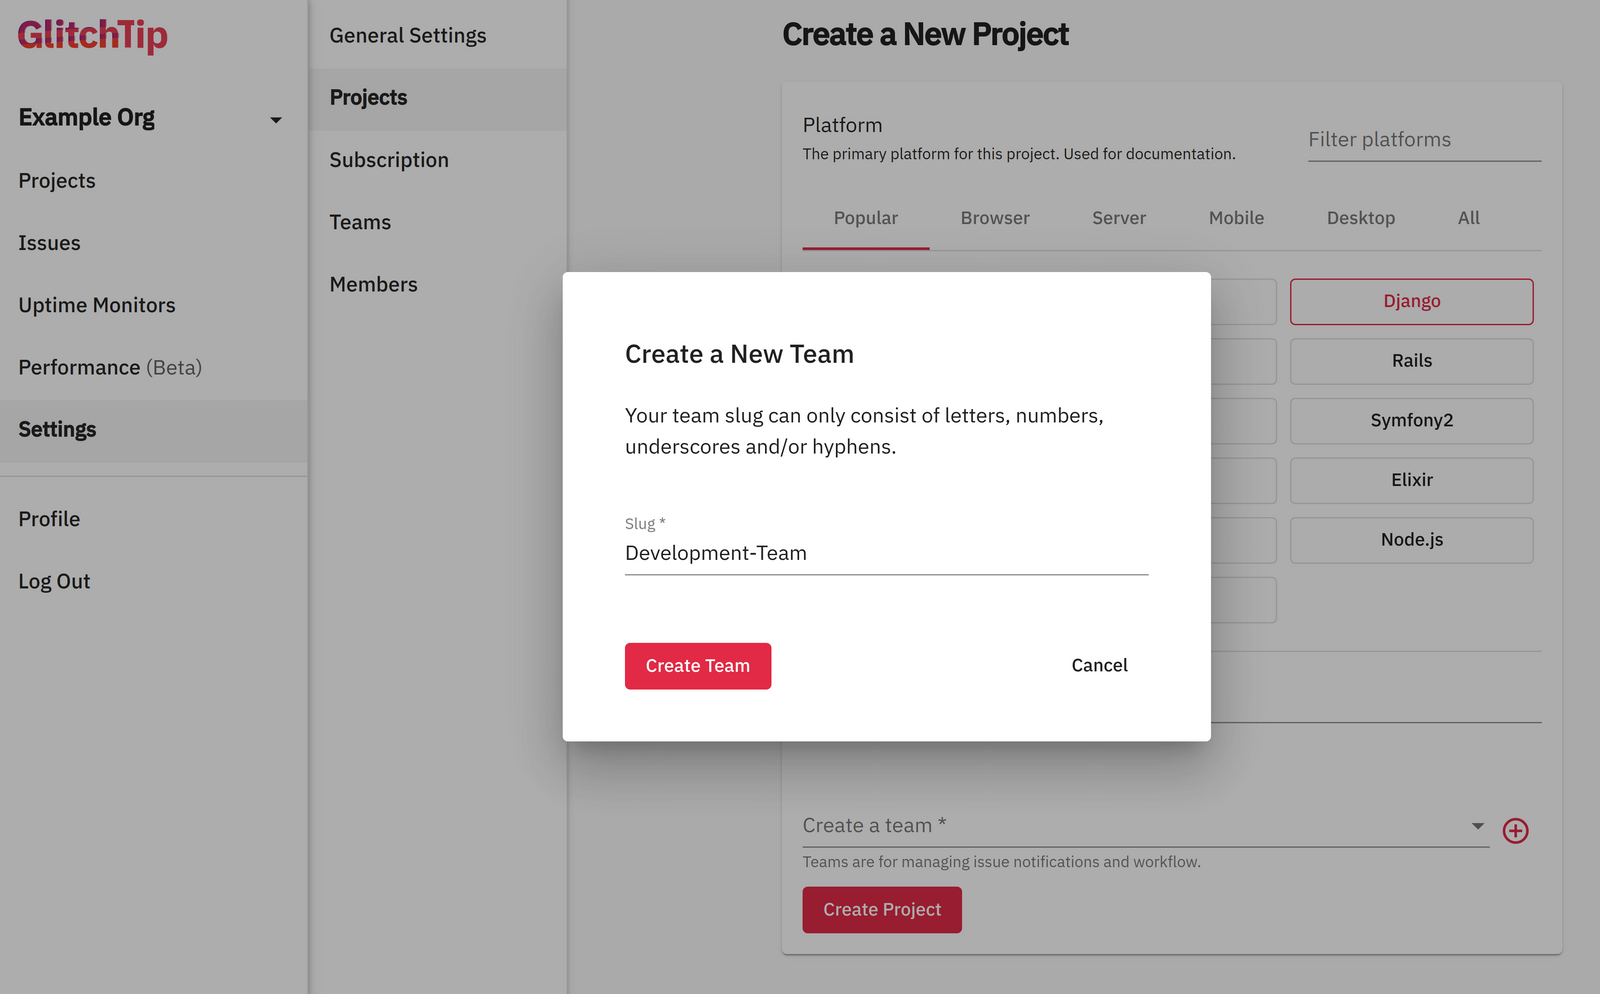 GlitchTip
Example Org
Projects
Issues
Uptime Monitors
Performance (Beta)
Settings
Profile
Log Out
General Settings
Projects
Subscription
Teams
Members
Create a New Project
Platform
The primary platform for this project. Used for documentation.
Filter platforms
Popular
Browser
Server
Mobile
Desktop
All
Django
Rails
Symfony2
Elixir
Node.js
Create a New Team
Your team slug can only consist of letters, numbers,
underscores and/or hyphens.
Slug *
Development-Team
Create Team
Cancel
Create a team *
Teams are for managing issue notifications and workflow.
Create Project